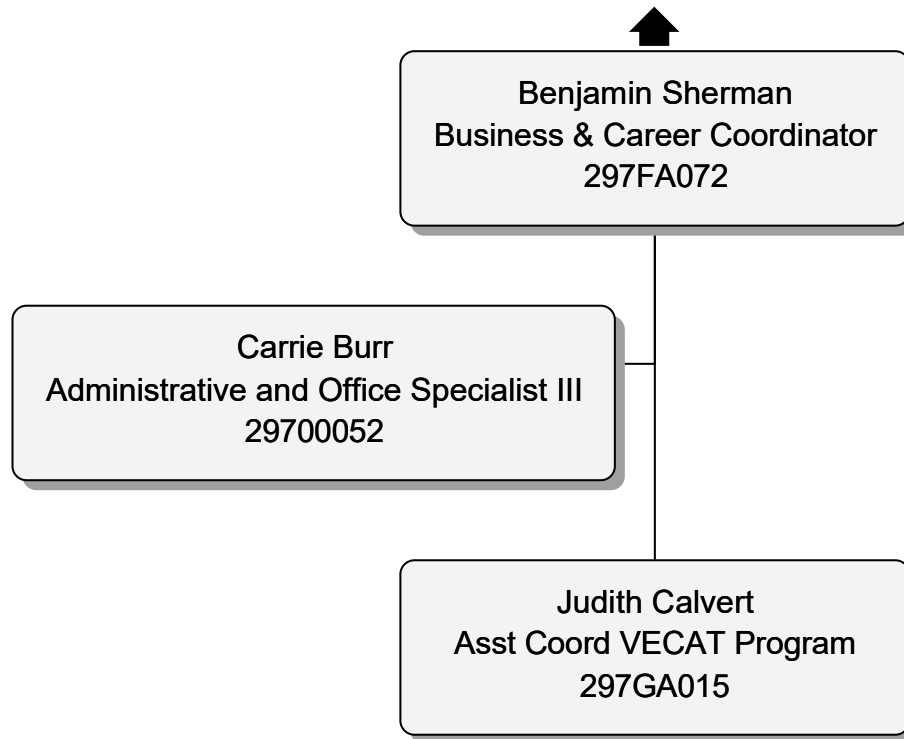 Benjamin Sherman
Business & Career Coordinator
297FA072
Carrie Burr
Administrative and Office Specialist III
29700052
Judith Calvert
Asst Coord VECAT Program
297GA015